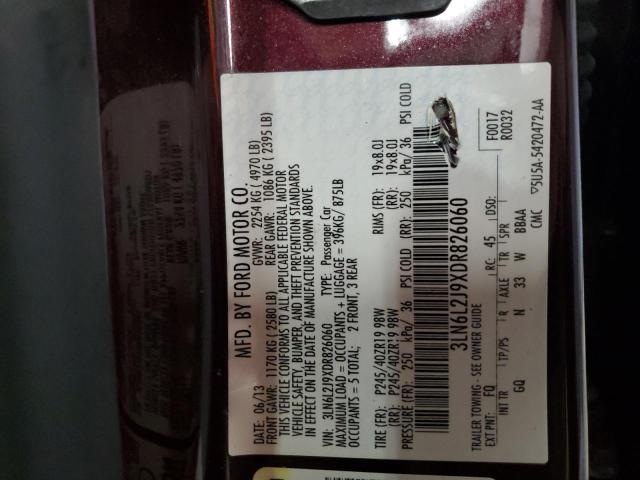 MFD. BY FORD MOTOR CO.
DATE: 06/13 GVWR: 2254 KG ( 4970 LB)
FRONT GAWR: 1170 KG ( 2580 LB) REAR GAWR: 1086 KG ( 2395 LB)
THIS VEHICLE CONFORMS TO ALL APPLICABLE FEDERAL MOTOR
VEHICLE SAFETY, BUMPER, AND THEFT PREVENTION STANDARDS
IN EFFECT ON THE DATE OF MANUFACTURE SHOWN ABOVE.
VIN: 3LN6L2J9XDR826060 TYPE: Passenger Car
MAXIMUM LOAD = OCCUPANTS + LUGGAGE = 396KG/ 875LB
OCCUPANTS = 5 TOTAL: 2 FRONT, 3 REAR
TIRE (FR): P245/40ZR19 98W RIMS (FR): 19x8.0J
(RR): P245/40ZR19 98W (RR): 19x8.0J
PRESSURE (FR): 250 kPa/ 36 PSI COLD (RR): 250 kPa/ 36 PSI COLD
3LN6L2J9XDR826060
TRAILER TOWING - SEE OWNER GUIDE
F0017
R0032
EXT PNT: FQ RC: 45 DSO:
INT TR TP/PS R AXLE TR SPR
GQ N 33 W BBAA
CMC
5U5A-5420472-AA